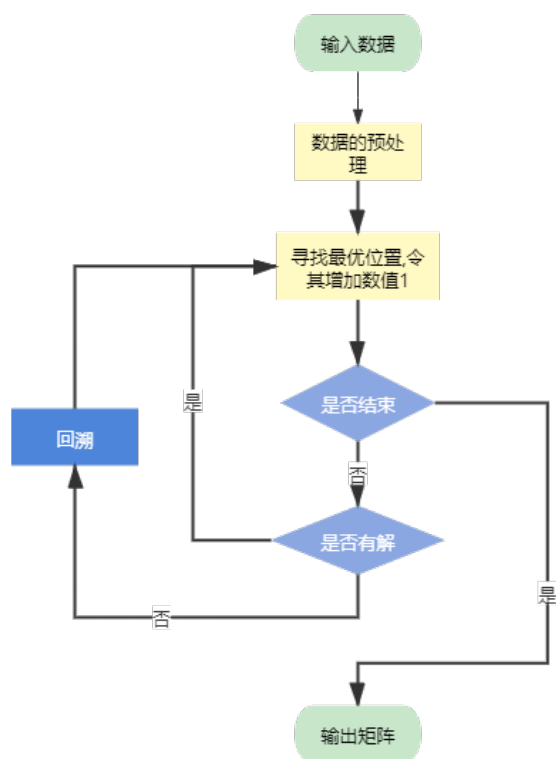 输入数据
数据的预处
理
寻找最优位置,令
其增加数值1
是否结束
是
回溯
否
是否有解
是
否
输出矩阵